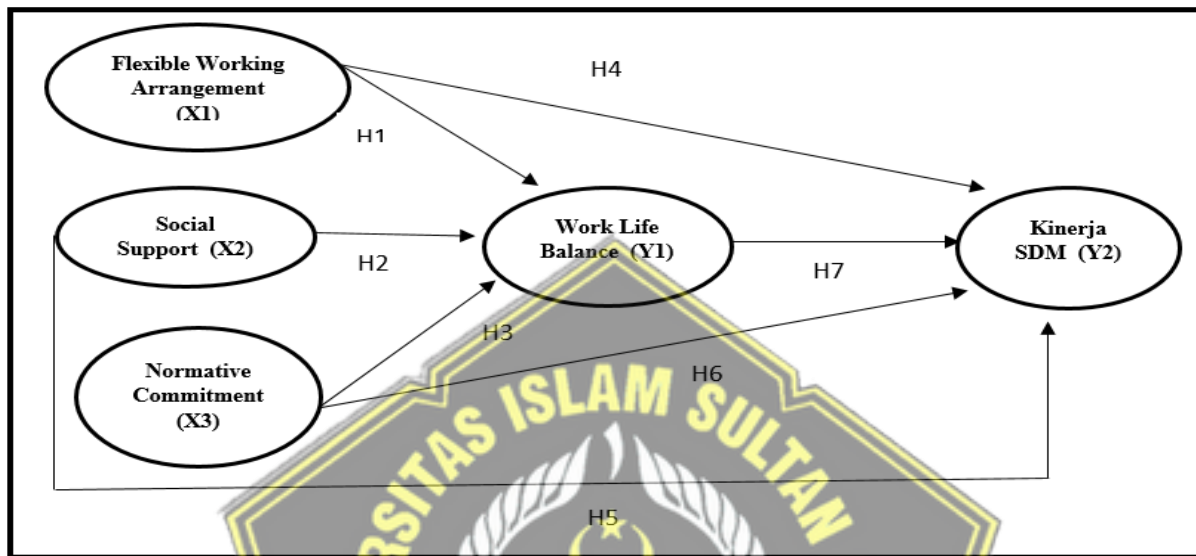 Flexible Working
Arrangement
(X1)
H4
H1
Social
Support (X2)
H2
Work Life
Balance (Y1)
Kinerja
SDM (Y2)
H7
H3
Normative
Commitment
(X3)
H6
RSITAS ISLAM SULTAN
H5